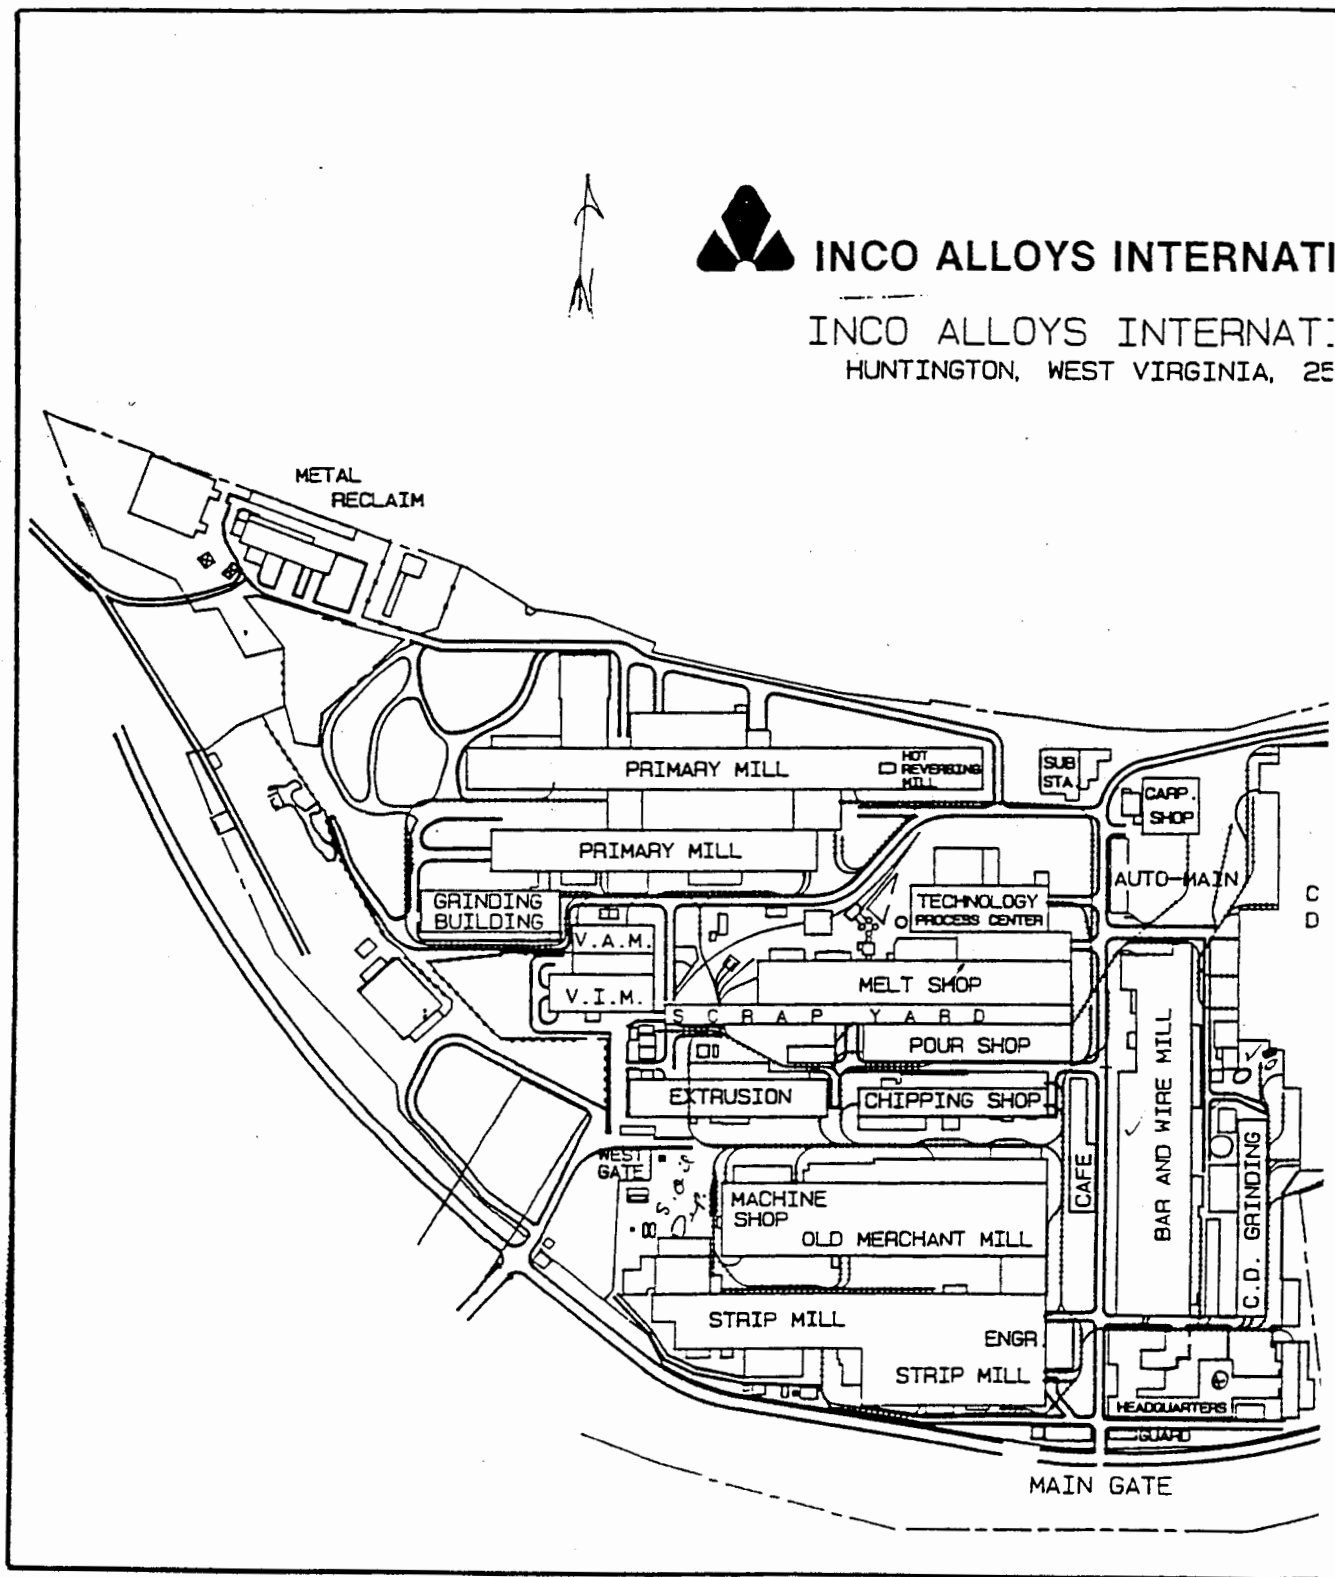 INCO ALLOYS INTERNATI
INCO ALLOYS INTERNAT
HUNTINGTON, WEST VIRGINIA, 25
N
METAL
RECLAIM
PRIMARY MILL
HOT
REVERSING
MILL
SUB
STA.
CARP.
SHOP
PRIMARY MILL
AUTO-MAIN
C
D
GRINDING
BUILDING
TECHNOLOGY
PROCESS CENTER
V.A.M.
V.I.M.
MELT SHOP
SCRAP YARD
POUR SHOP
EXTRUSION
CHIPPING SHOP
CAFE
BAR AND WIRE MILL
C.D. GRINDING
WEST
GATE
MACHINE
SHOP
OLD MERCHANT MILL
STRIP MILL
ENGR.
STRIP MILL
HEADQUARTERS
GUARD
MAIN GATE